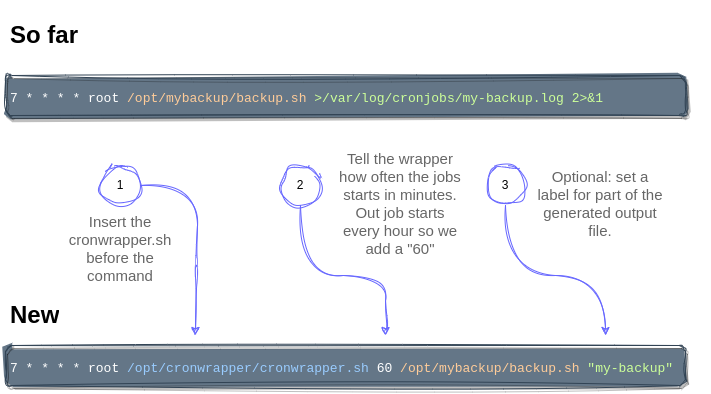 So far
7 * * * * root /opt/mybackup/backup.sh >/var/log/cronjobs/my-backup.log 2>&1
1
Insert the
cronwrapper.sh
before the
command
2
Tell the wrapper
how often the jobs
starts in minutes.
Out job starts
every hour so we
add a "60"
3
Optional: set a
label for part of the
generated output
file.
New
7 * * * * root /opt/cronwrapper/cronwrapper.sh 60 /opt/mybackup/backup.sh "my-backup"